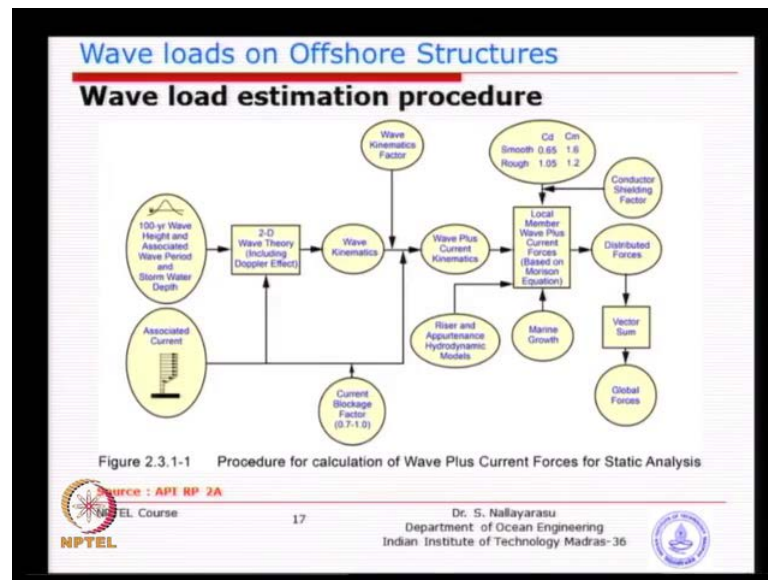 Wave loads on Offshore Structures
Wave load estimation procedure
Wave
Kinematics
Factor
Cd Cm
Smooth 0.65 1.6
Rough 1.05 1.2
Conductor
Shielding
Factor
100-yr Wave
Height and
Associated
Wave Period
and
Storm Water
Depth
2-D
Wave Theory
(Including
Doppler Effect)
Wave
Kinematics
Wave Plus
Current
Kinematics
Local
Member
Wave Plus
Current
Forces
(Based on
Morison
Equation)
Distributed
Forces
Associated
Current
Riser and
Appurtenance
Hydrodynamic
Models
Marine
Growth
Vector
Sum
Current
Blockage
Factor
(0.7-1.0)
Global
Forces
Figure 2.3.1-1 Procedure for calculation of Wave Plus Current Forces for Static Analysis
Source : API RP 2A
NPTEL Course
17
Dr. S. Nallayarasu
Department of Ocean Engineering
Indian Institute of Technology Madras-36
NPTEL